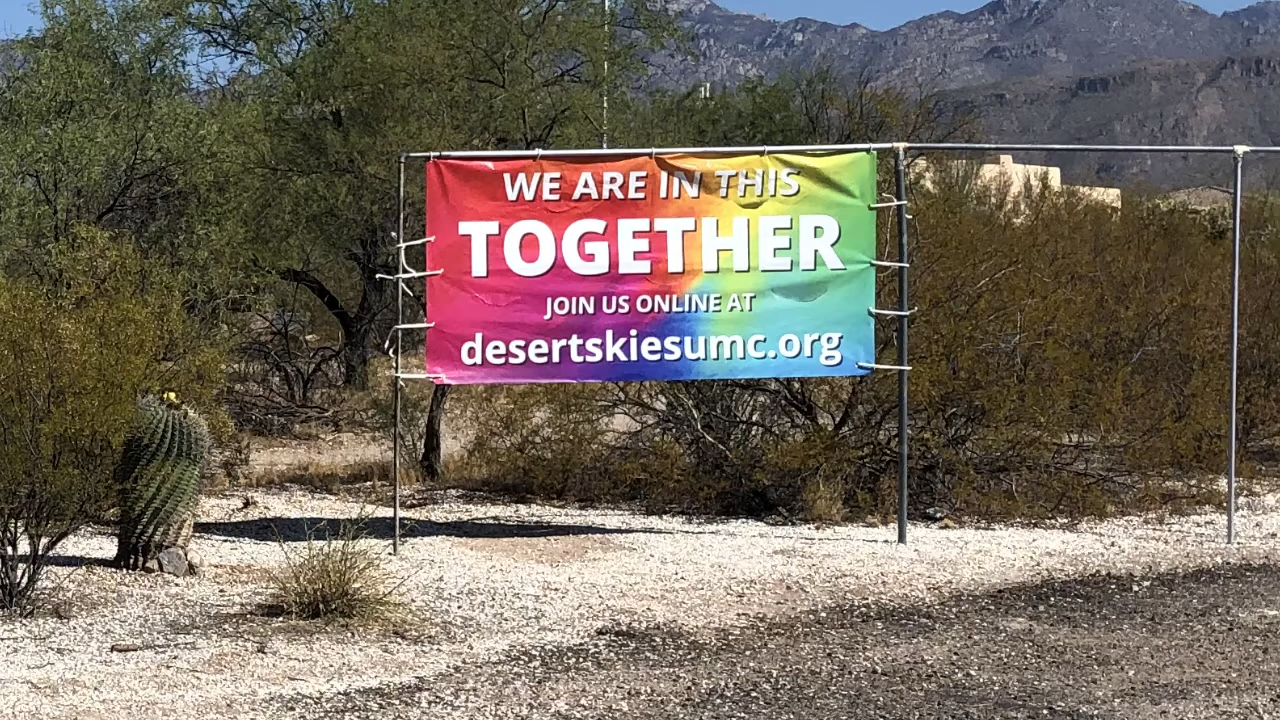 WE ARE IN THIS
TOGETHER
JOIN US ONLINE AT
desertskiesumc.org